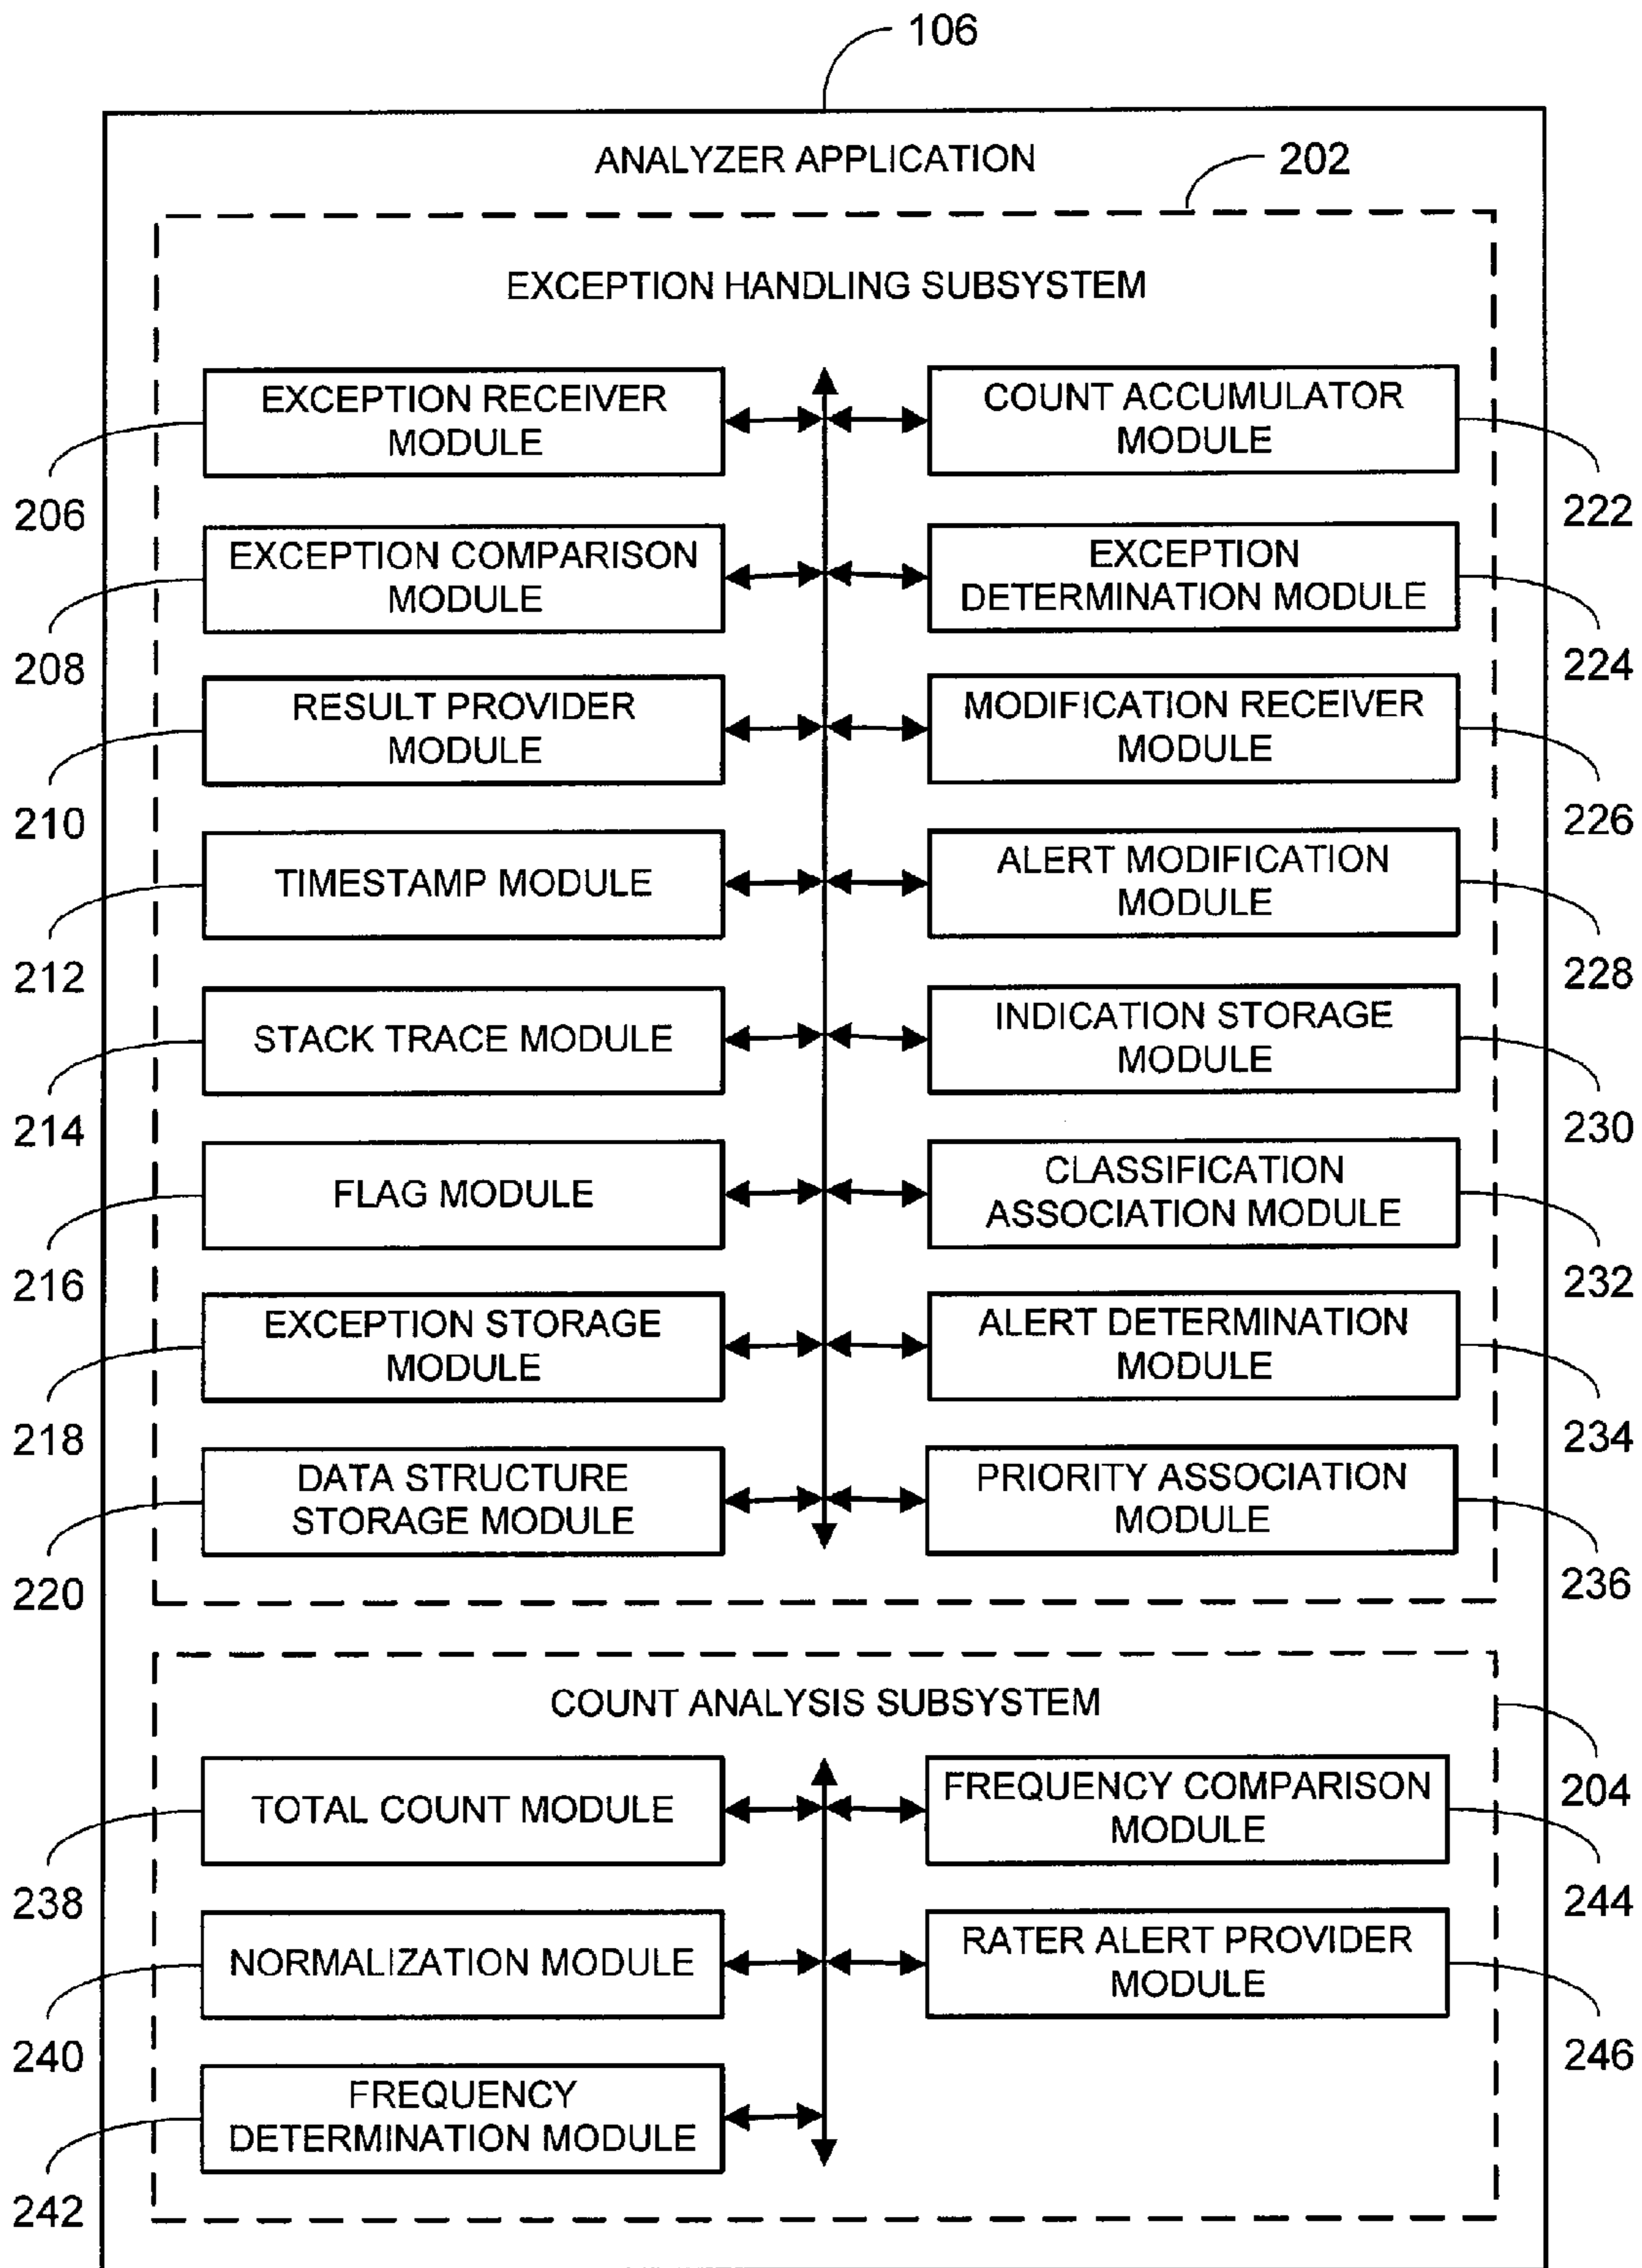 106
ANALYZER APPLICATION
202
EXCEPTION HANDLING SUBSYSTEM
EXCEPTION RECEIVER
MODULE
206
COUNT ACCUMULATOR
MODULE
222
EXCEPTION COMPARISON
MODULE
208
EXCEPTION
DETERMINATION MODULE
224
RESULT PROVIDER
MODULE
210
MODIFICATION RECEIVER
MODULE
226
TIMESTAMP MODULE
212
ALERT MODIFICATION
MODULE
228
STACK TRACE MODULE
214
INDICATION STORAGE
MODULE
230
FLAG MODULE
216
CLASSIFICATION
ASSOCIATION MODULE
232
EXCEPTION STORAGE
MODULE
218
ALERT DETERMINATION
MODULE
234
DATA STRUCTURE
STORAGE MODULE
220
PRIORITY ASSOCIATION
MODULE
236
COUNT ANALYSIS SUBSYSTEM
204
TOTAL COUNT MODULE
238
FREQUENCY COMPARISON
MODULE
244
NORMALIZATION MODULE
240
RATER ALERT PROVIDER
MODULE
246
FREQUENCY
DETERMINATION MODULE
242